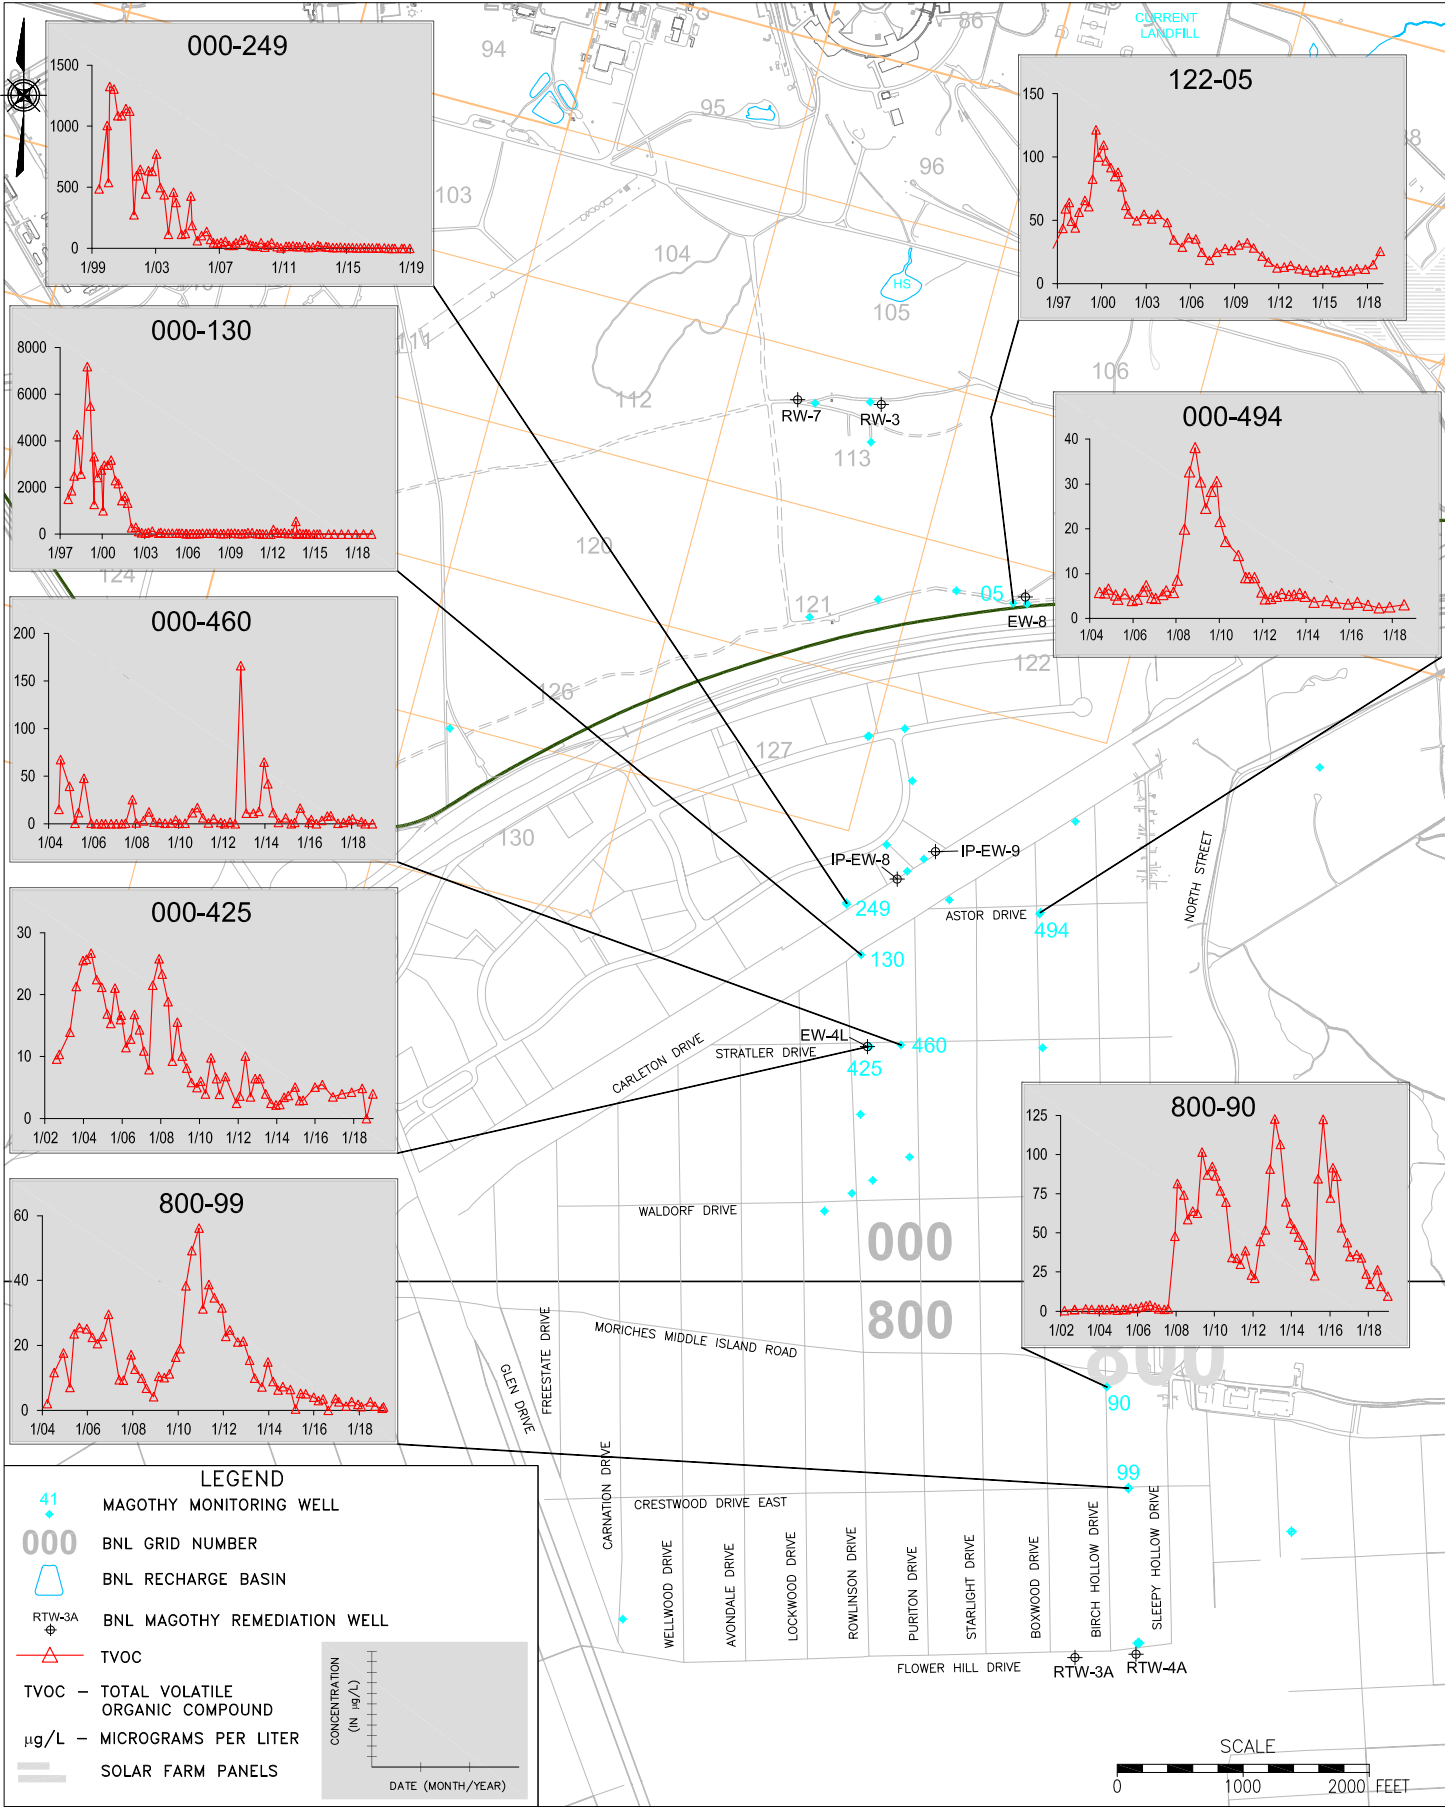 000-249
1500
1000
500
0
1/99
1/03
1/07
1/11
1/15
1/19
94
95
86
CURRENT
LANDFILL
122-05
150
100
50
0
1/97
1/00
1/03
1/06
1/09
1/12
1/15
1/18
96
103
104
HS
105
106
111
112
000-130
8000
6000
4000
2000
0
1/97
1/00
1/03
1/06
1/09
1/12
1/15
1/18
RW-7
RW-3
113
000-494
40
30
20
10
0
1/04
1/06
1/08
1/10
1/12
1/14
1/16
1/18
120
124
121
05
EW-8
122
126
127
130
000-460
200
150
100
50
0
1/04
1/06
1/08
1/10
1/12
1/14
1/16
1/18
IP-EW-8
IP-EW-9
249
ASTOR DRIVE
494
130
NORTH STREET
000-425
30
20
10
0
1/02
1/04
1/06
1/08
1/10
1/12
1/14
1/16
1/18
EW-4L
STRATLER DRIVE
460
425
CARLETON DRIVE
WALDORF DRIVE
000
800
800-90
125
100
75
50
25
0
1/02
1/04
1/06
1/08
1/10
1/12
1/14
1/16
1/18
800
90
800-99
60
40
20
0
1/04
1/06
1/08
1/10
1/12
1/14
1/16
1/18
MORICHES MIDDLE ISLAND ROAD
GLEN DRIVE
FREESTATE DRIVE
99
CRESTWOOD DRIVE EAST
CARNATION DRIVE
WELLWOOD DRIVE
AVONDALE DRIVE
LOCKWOOD DRIVE
ROWLINSON DRIVE
PURITON DRIVE
STARLIGHT DRIVE
BOXWOOD DRIVE
BIRCH HOLLOW DRIVE
SLEEPY HOLLOW DRIVE
FLOWER HILL DRIVE
RTW-3A
RTW-4A
LEGEND
41
MAGOTHY MONITORING WELL
000
BNL GRID NUMBER
BNL RECHARGE BASIN
RTW-3A
BNL MAGOTHY REMEDIATION WELL
TVOC
TVOC – TOTAL VOLATILE
ORGANIC COMPOUND
µg/L – MICROGRAMS PER LITER
SOLAR FARM PANELS
CONCENTRATION
(IN µg/L)
DATE (MONTH/YEAR)
SCALE
0 1000 2000 FEET